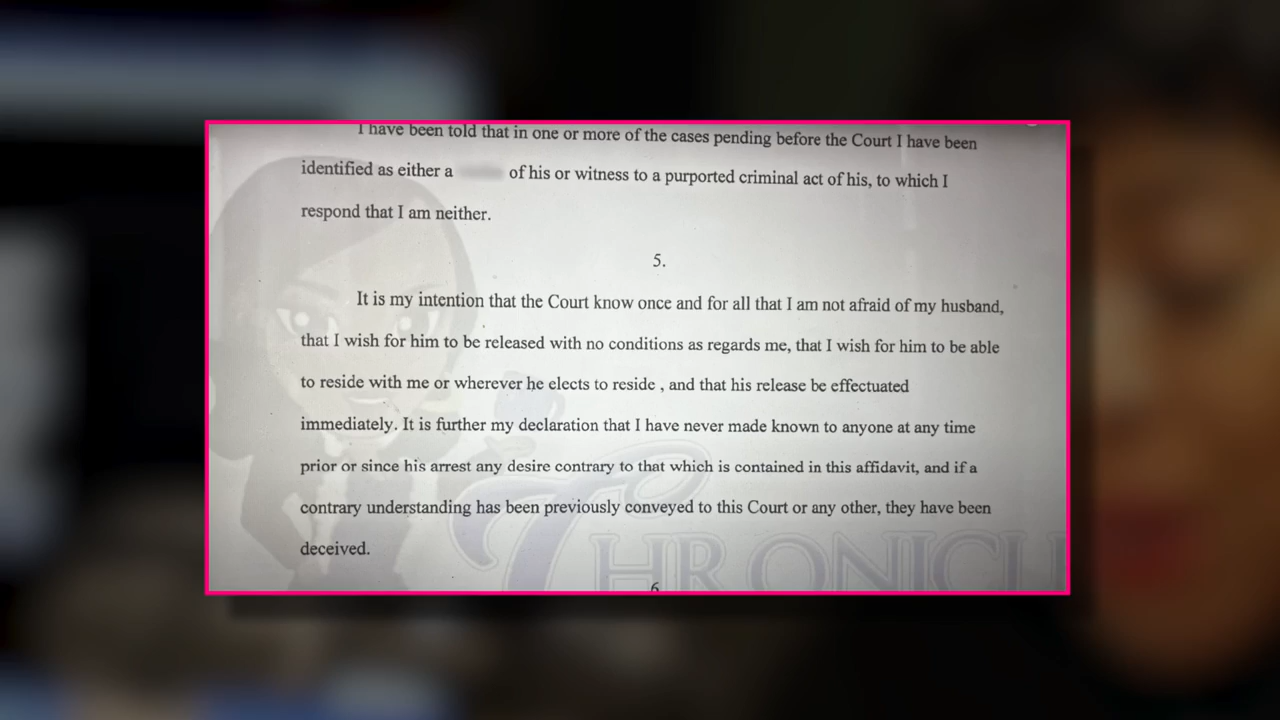 I have been told that in one or more of the cases pending before the Court I have been
identified as either a of his or witness to a purported criminal act of his, to which I
respond that I am neither.
5.
It is my intention that the Court know once and for all that I am not afraid of my husband,
that I wish for him to be released with no conditions as regards me, that I wish for him to be able
to reside with me or wherever he elects to reside , and that his release be effectuated
immediately. It is further my declaration that I have never made known to anyone at any time
prior or since his arrest any desire contrary to that which is contained in this affidavit, and if a
contrary understanding has been previously conveyed to this Court or any other, they have been
deceived.
6